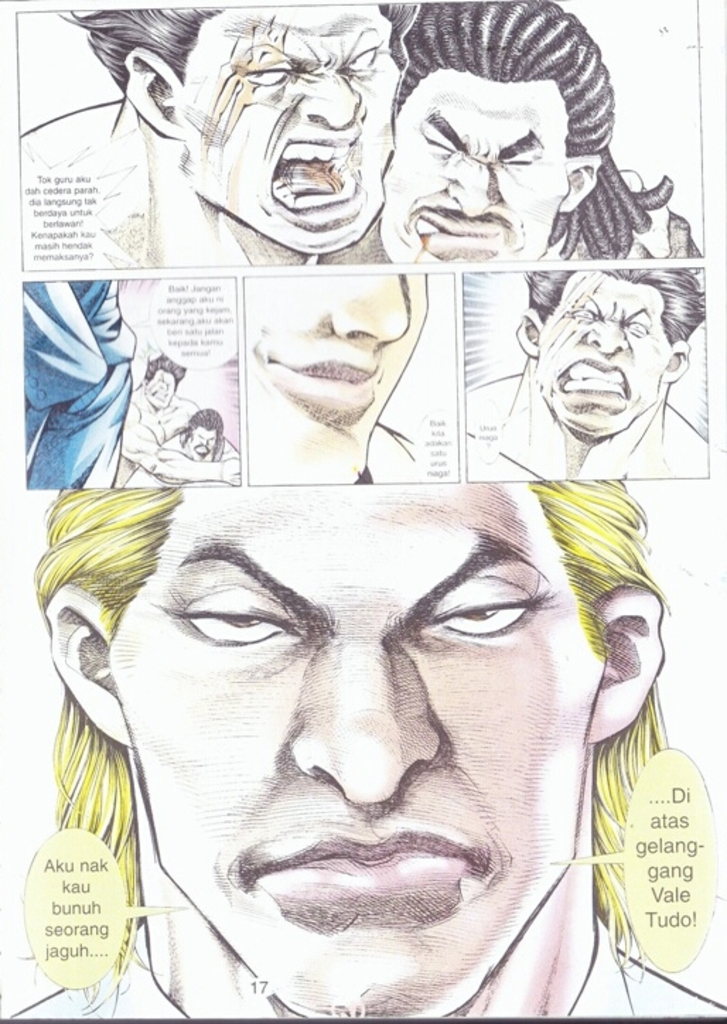 Tok guru aku
dah cedera parah,
dia langsung tak
berdaya untuk
berlawan!
Kenapakah kau
masih hendak
memaksanya?
Baik! Jangan
anggap aku ni
orang yang kejam,
sekarang,aku akan
beri satu jalan
kepada kamu
semua!
Baik
kita
adakan
satu
urus
niaga!
Urus
niaga?
Aku nak
kau
bunuh
seorang
jaguh....
....Di
atas
gelang-
gang
Vale
Tudo!
17